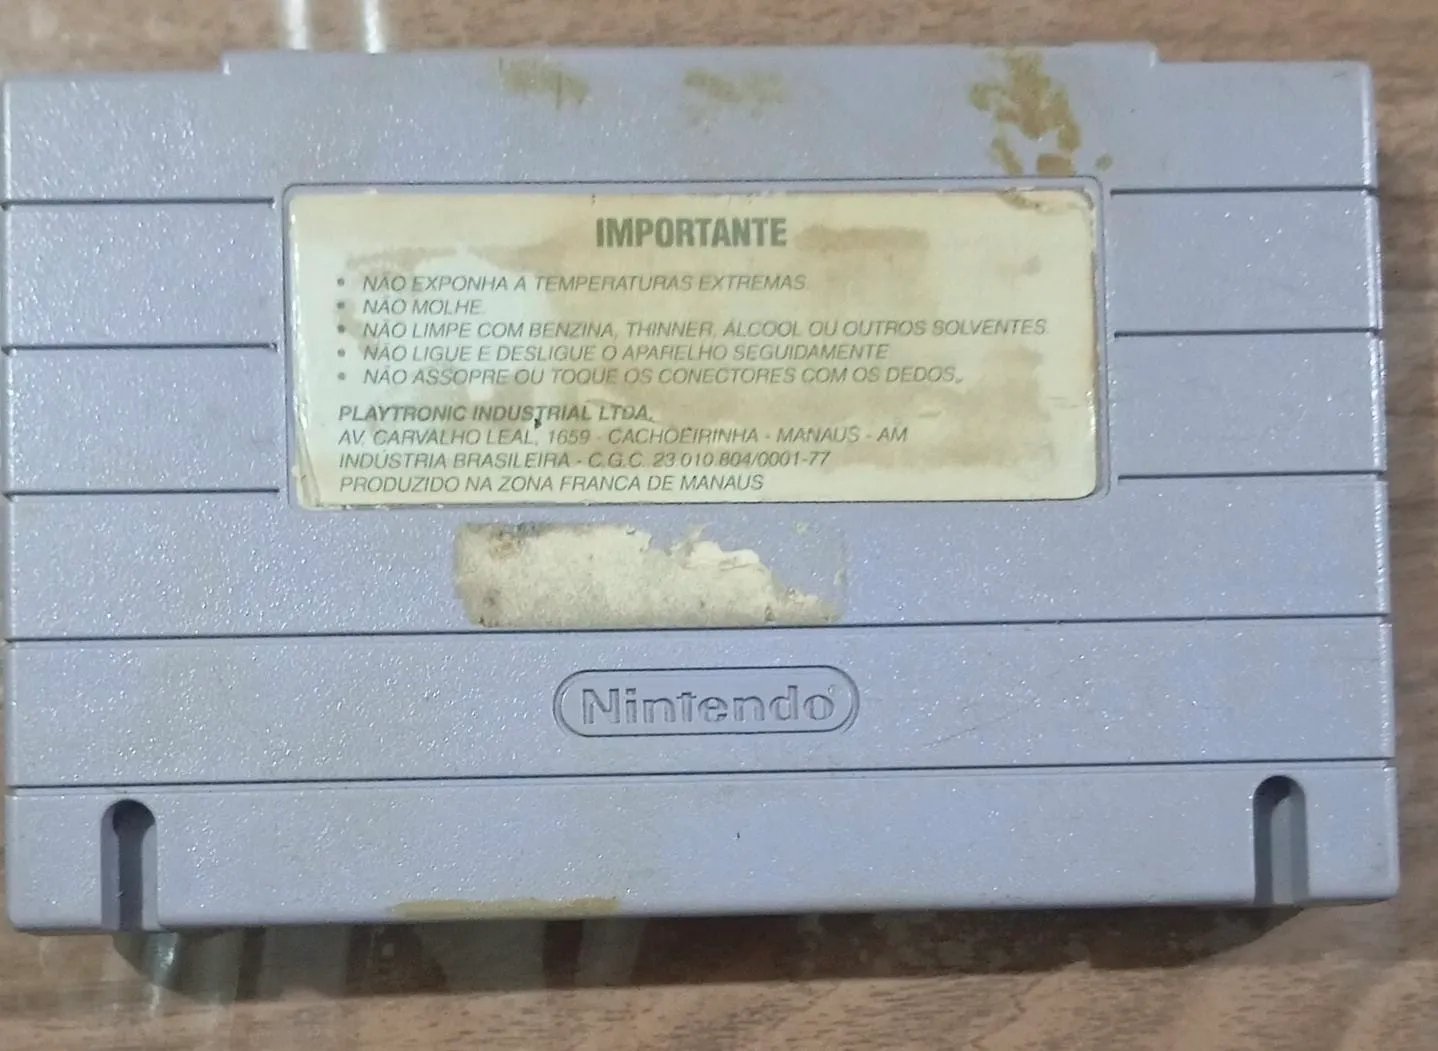 IMPORTANTE
• NÃO EXPONHA A TEMPERATURAS EXTREMAS.
• NÃO MOLHE.
• NÃO LIMPE COM BENZINA, THINNER, ÁLCOOL OU OUTROS SOLVENTES.
• NÃO LIGUE E DESLIGUE O APARELHO SEGUIDAMENTE
• NÃO ASSOPRE OU TOQUE OS CONECTORES COM OS DEDOS.
PLAYTRONIC INDUSTRIAL LTDA.
AV. CARVALHO LEAL, 1659 - CACHOEIRINHA - MANAUS - AM
INDÚSTRIA BRASILEIRA - C.G.C. 23.010.804/0001-77
PRODUZIDO NA ZONA FRANCA DE MANAUS
Nintendo